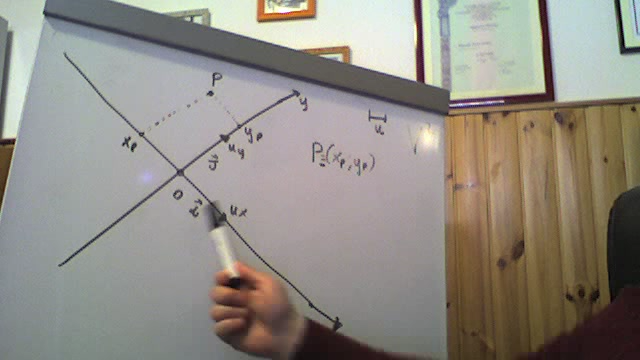 P
y
x_P
y_P
u_y
u
P≡(x_P, y_P)
j⃗
O
i⃗
u_x